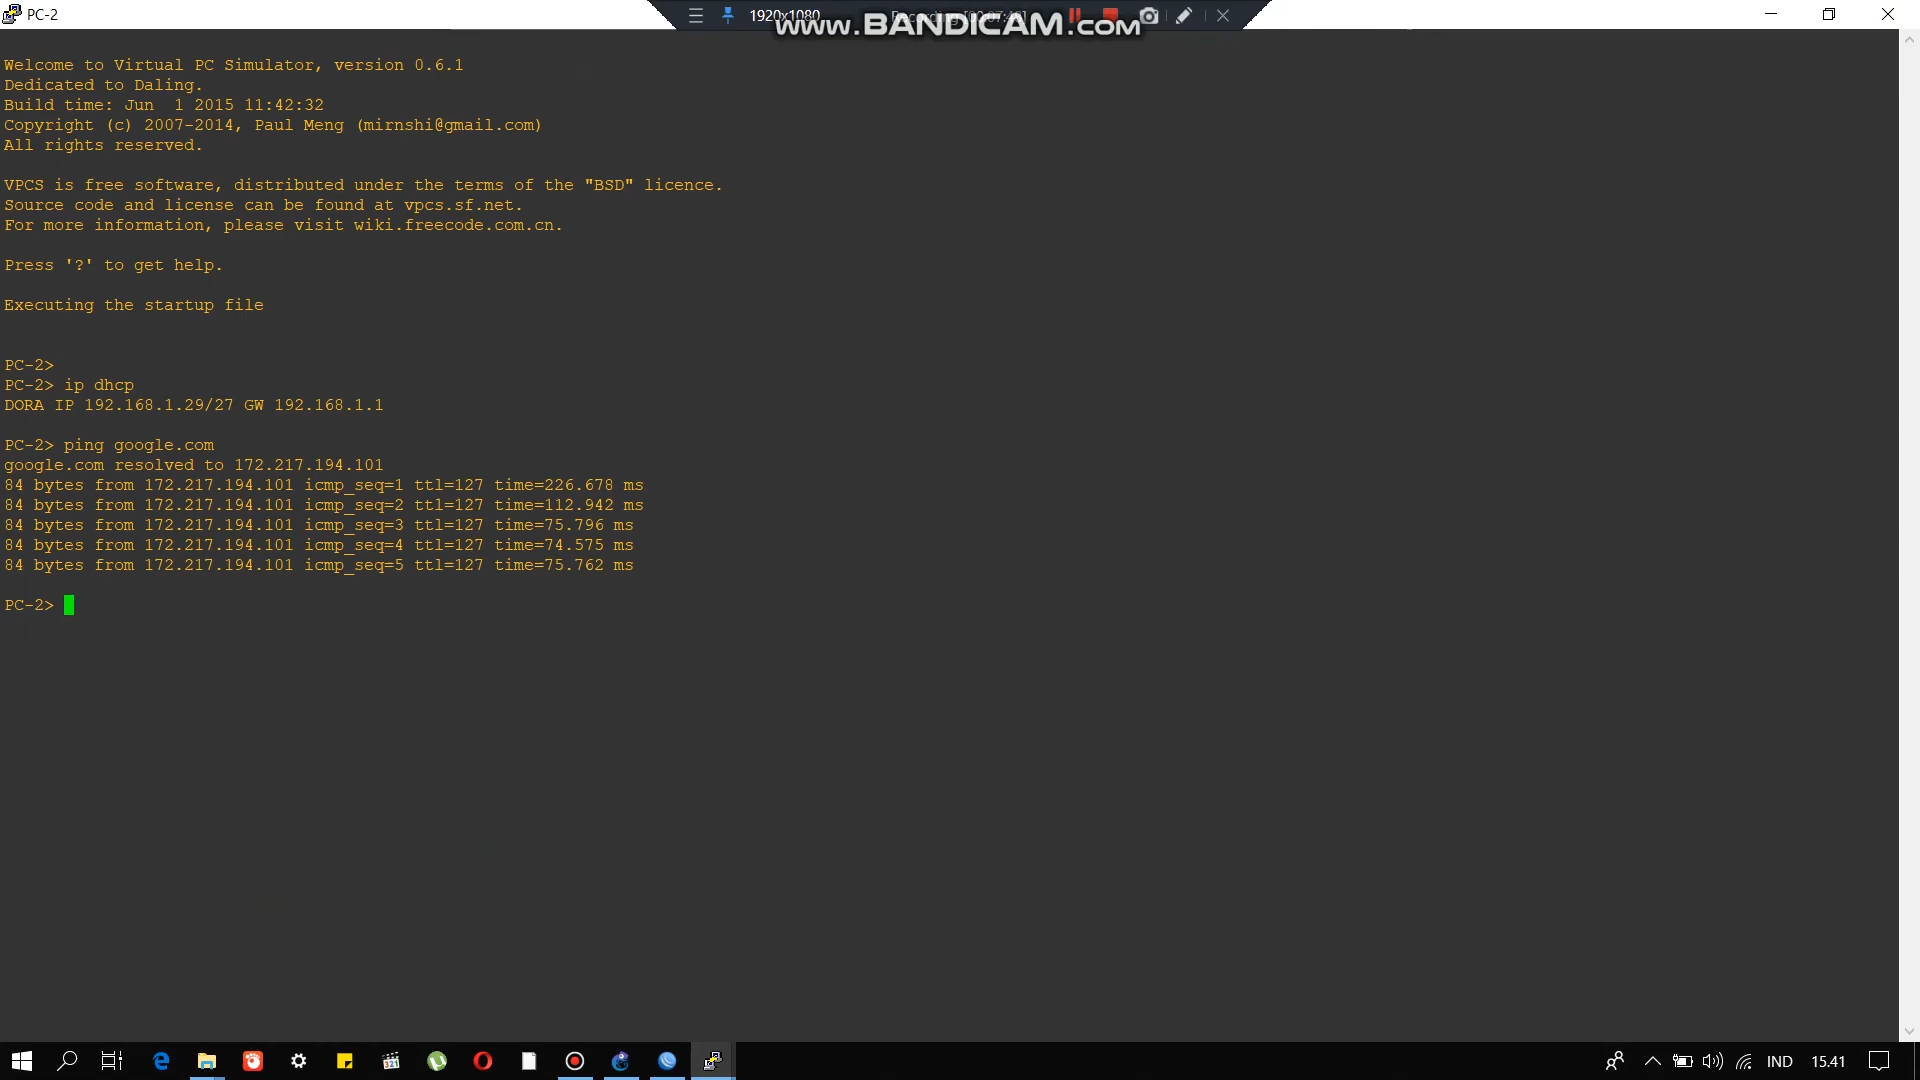 PC-2
1920x1080
www.BANDICAM.com
Welcome to Virtual PC Simulator, version 0.6.1
Dedicated to Daling.
Build time: Jun  1 2015 11:42:32
Copyright (c) 2007-2014, Paul Meng (mirnshi@gmail.com)
All rights reserved.
VPCS is free software, distributed under the terms of the "BSD" licence.
Source code and license can be found at vpcs.sf.net.
For more information, please visit wiki.freecode.com.cn.
Press '?' to get help.
Executing the startup file
PC-2>
PC-2> ip dhcp
DORA IP 192.168.1.29/27 GW 192.168.1.1
PC-2> ping google.com
google.com resolved to 172.217.194.101
84 bytes from 172.217.194.101 icmp_seq=1 ttl=127 time=226.678 ms
84 bytes from 172.217.194.101 icmp_seq=2 ttl=127 time=112.942 ms
84 bytes from 172.217.194.101 icmp_seq=3 ttl=127 time=75.796 ms
84 bytes from 172.217.194.101 icmp_seq=4 ttl=127 time=74.575 ms
84 bytes from 172.217.194.101 icmp_seq=5 ttl=127 time=75.762 ms
PC-2>
321
IND
15.41